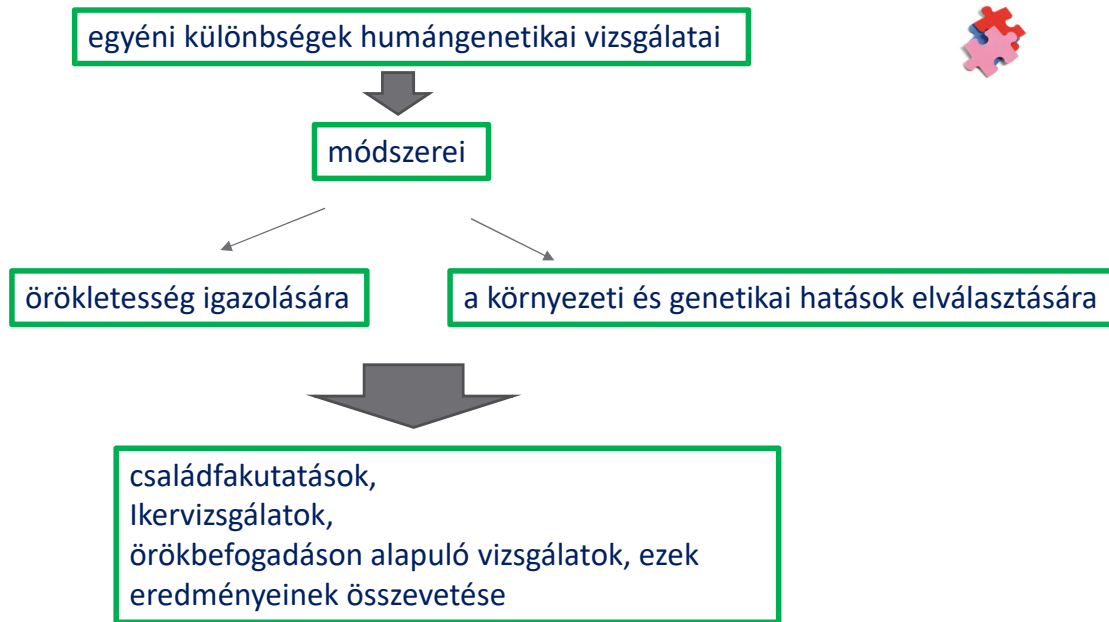 egyéni különbségek humángenetikai vizsgálatai
módszerei
örökletesség igazolására
a környezeti és genetikai hatások elválasztására
családfakutatások,
Ikervizsgálatok,
örökbefogadáson alapuló vizsgálatok, ezek
eredményeinek összevetése